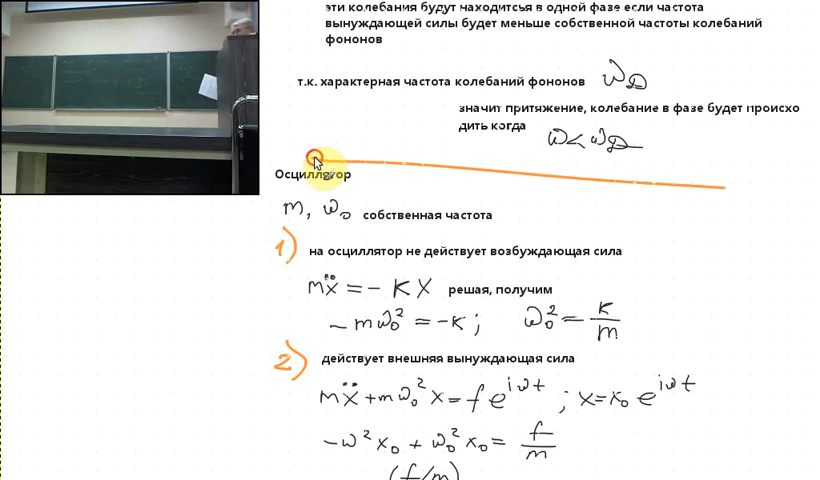 эти колебания будут находиться в одной фазе если частота
вынуждающей силы будет меньше собственной частоты колебаний
фононов
т.к. характерная частота колебаний фононов ω_D
значит притяжение, колебание в фазе будет происхо
дить когда ω < ω_D
Осциллятор
m, ω₀ собственная частота
1) на осциллятор не действует возбуждающая сила
mẍ = - Kx решая, получим
- mω₀² = -K; ω₀² = K/m
2) действует внешняя вынуждающая сила
mẍ + mω₀²x = f e^{iωt}; x = x₀ e^{iωt}
-ω²x₀ + ω₀²x₀ = f/m
(f/m)